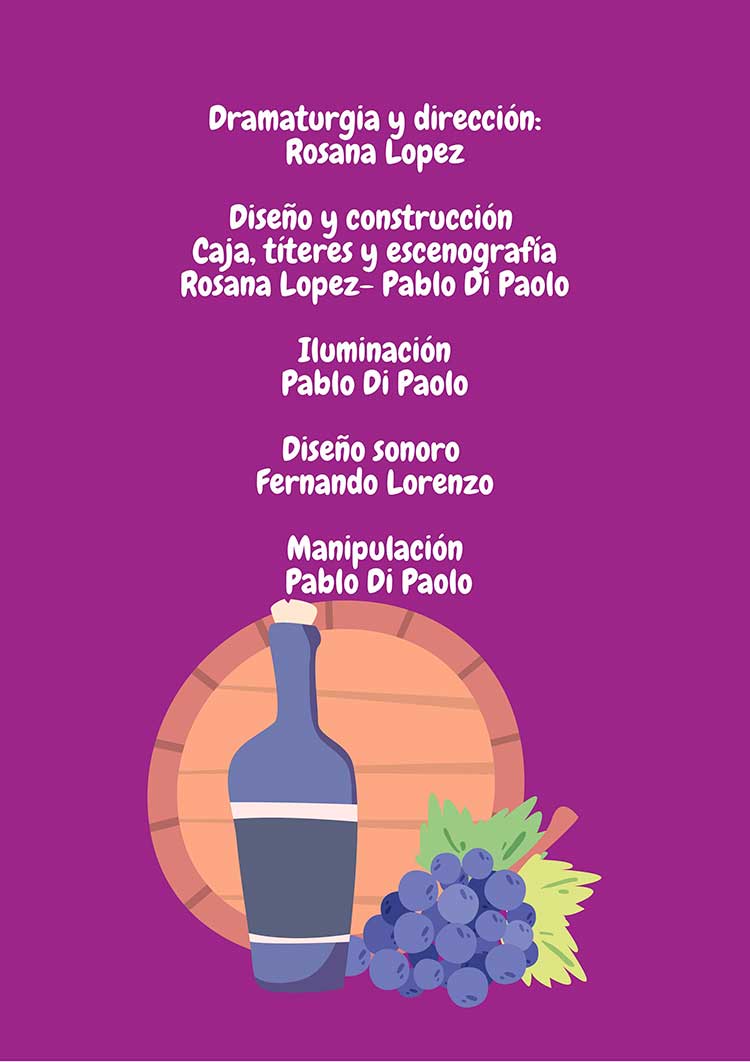 Dramaturgia y dirección:
Rosana Lopez
Diseño y construcción
Caja, títeres y escenografía
Rosana Lopez- Pablo Di Paolo
Iluminación
Pablo Di Paolo
Diseño sonoro
Fernando Lorenzo
Manipulación
Pablo Di Paolo